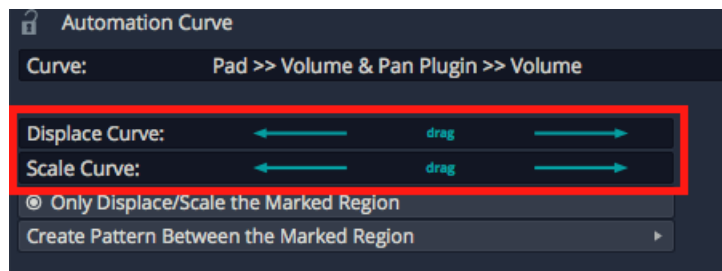 Automation Curve
Curve: Pad >> Volume & Pan Plugin >> Volume
Displace Curve: drag
Scale Curve: drag
Only Displace/Scale the Marked Region
Create Pattern Between the Marked Region